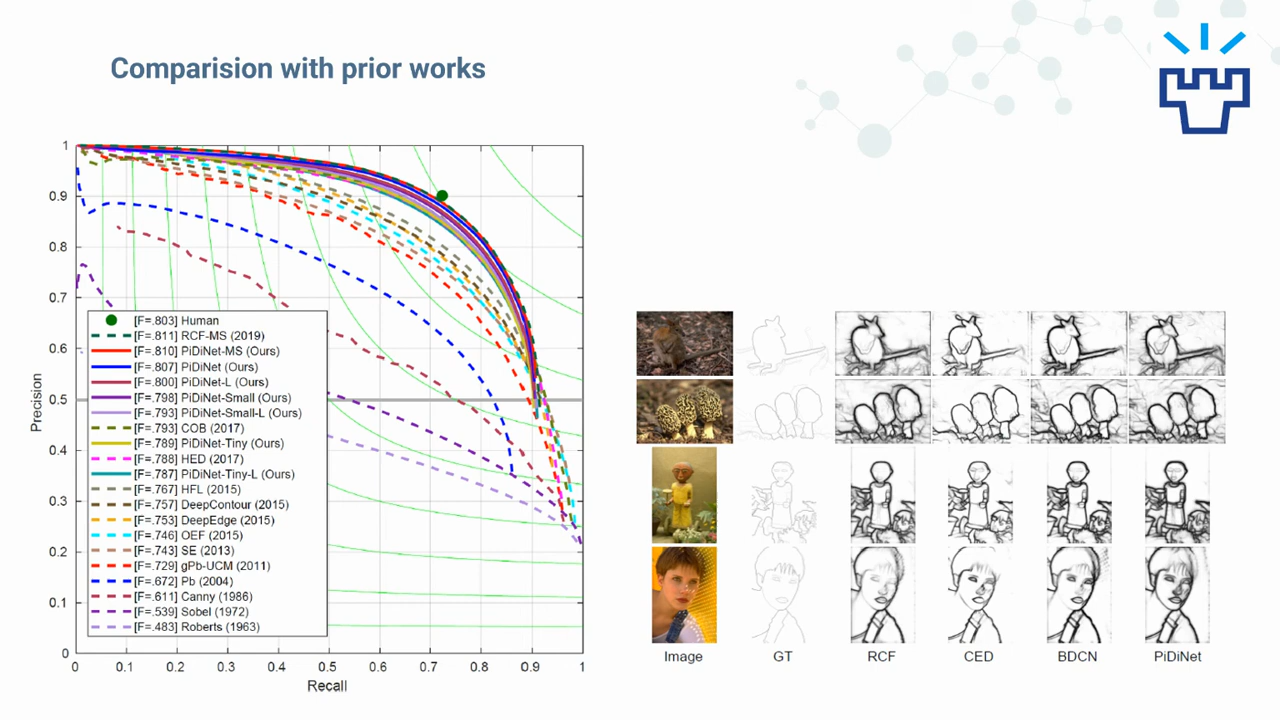 Comparision with prior works
1
0.9
0.8
0.7
0.6
0.5
0.4
0.3
0.2
0.1
0
Precision
[F=.803] Human
[F=.811] RCF-MS (2019)
[F=.810] PiDiNet-MS (Ours)
[F=.807] PiDiNet (Ours)
[F=.800] PiDiNet-L (Ours)
[F=.798] PiDiNet-Small (Ours)
[F=.793] PiDiNet-Small-L (Ours)
[F=.793] COB (2017)
[F=.789] PiDiNet-Tiny (Ours)
[F=.788] HED (2017)
[F=.787] PiDiNet-Tiny-L (Ours)
[F=.767] HFL (2015)
[F=.757] DeepContour (2015)
[F=.753] DeepEdge (2015)
[F=.746] OEF (2015)
[F=.743] SE (2013)
[F=.729] gPb-UCM (2011)
[F=.672] Pb (2004)
[F=.611] Canny (1986)
[F=.539] Sobel (1972)
[F=.483] Roberts (1963)
0 0.1 0.2 0.3 0.4 0.5 0.6 0.7 0.8 0.9 1
Recall
Image GT RCF CED BDCN PiDiNet